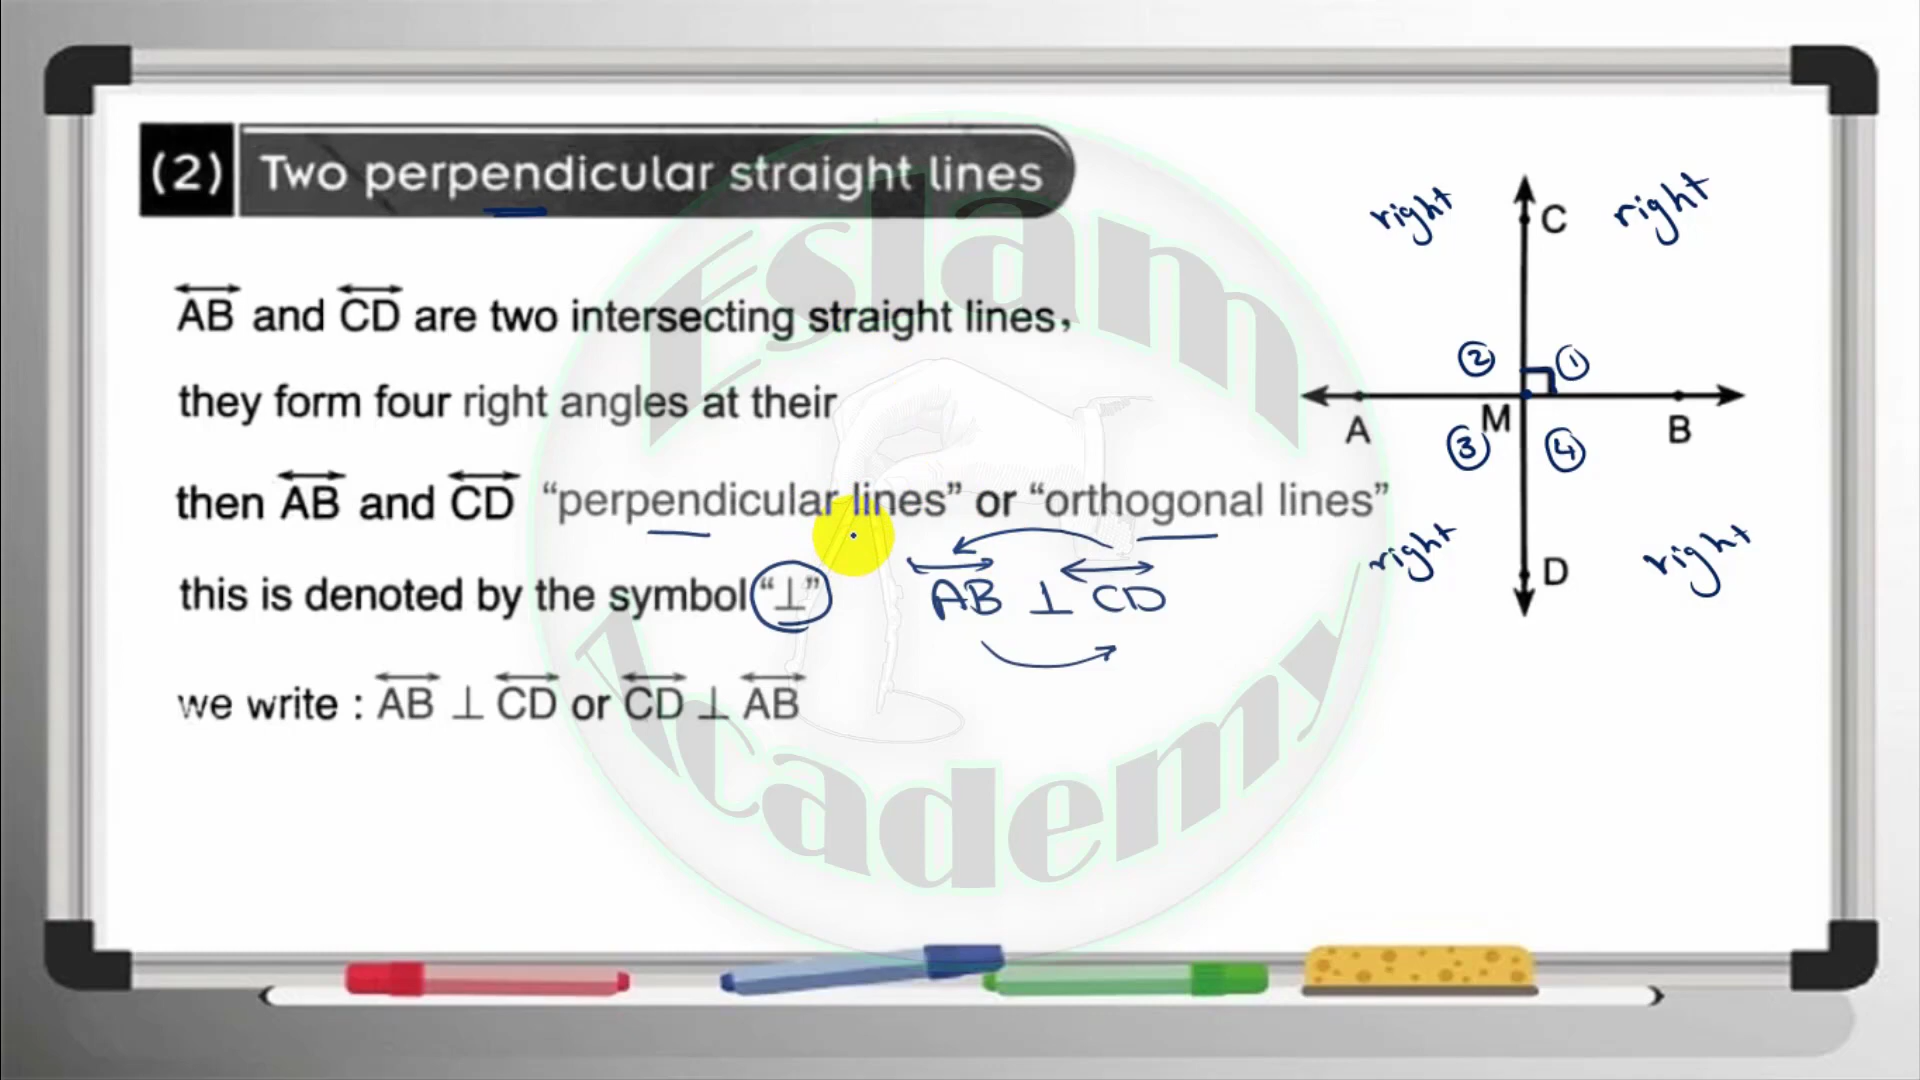 (2) Two perpendicular straight lines
AB and CD are two intersecting straight lines,
they form four right angles at their
then AB and CD “perpendicular lines” or “orthogonal lines”
this is denoted by the symbol “⊥” AB ⊥ CD
we write : AB ⊥ CD or CD ⊥ AB
right C right
② ①
A M B
③ ④
right D right
Eslam
Academy